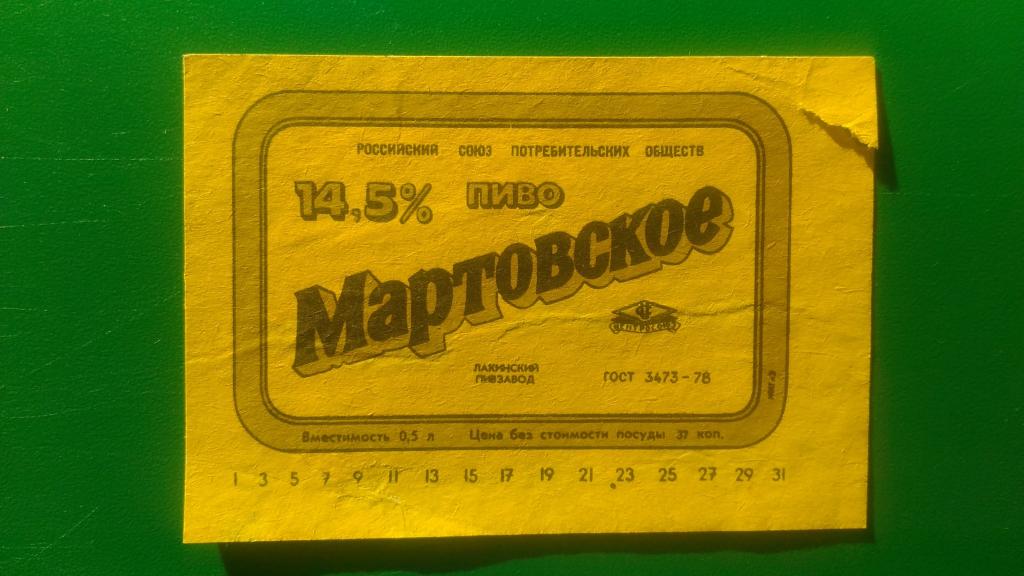 РОССИЙСКИЙ СОЮЗ ПОТРЕБИТЕЛЬСКИХ ОБЩЕСТВ
14,5% ПИВО
Мартовское
ЦЕНТРОСОЮЗ
ЛАКИНСКИЙ
ПИВЗАВОД
ГОСТ 3473-78
Вместимость 0,5 л Цена без стоимости посуды 37 коп.
1 3 5 7 9 11 13 15 17 19 21 23 25 27 29 31